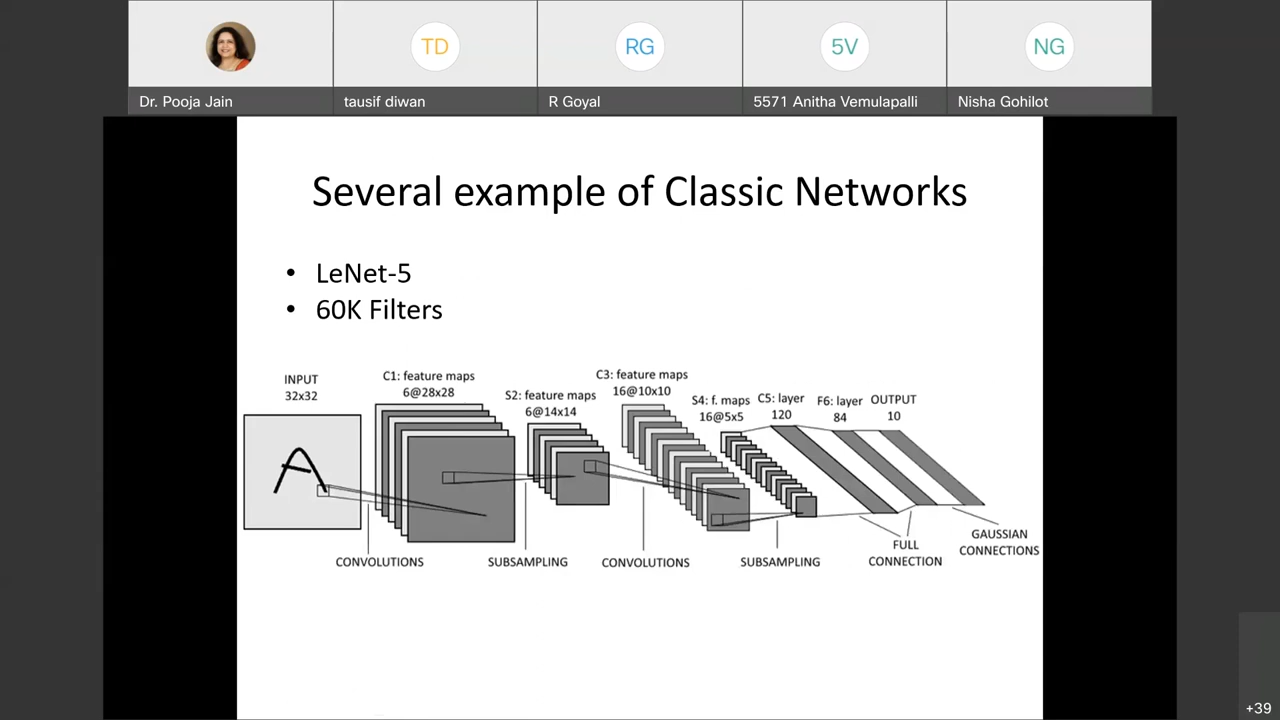 TD
RG
5V
NG
Dr. Pooja Jain
tausif diwan
R Goyal
5571 Anitha Vemulapalli
Nisha Gohilot
Several example of Classic Networks
• LeNet-5
• 60K Filters
INPUT
32x32
C1: feature maps
6@28x28
S2: feature maps
6@14x14
C3: feature maps
16@10x10
S4: f. maps
16@5x5
C5: layer
120
F6: layer
84
OUTPUT
10
A
CONVOLUTIONS
SUBSAMPLING
CONVOLUTIONS
SUBSAMPLING
FULL
CONNECTION
GAUSSIAN
CONNECTIONS
+39